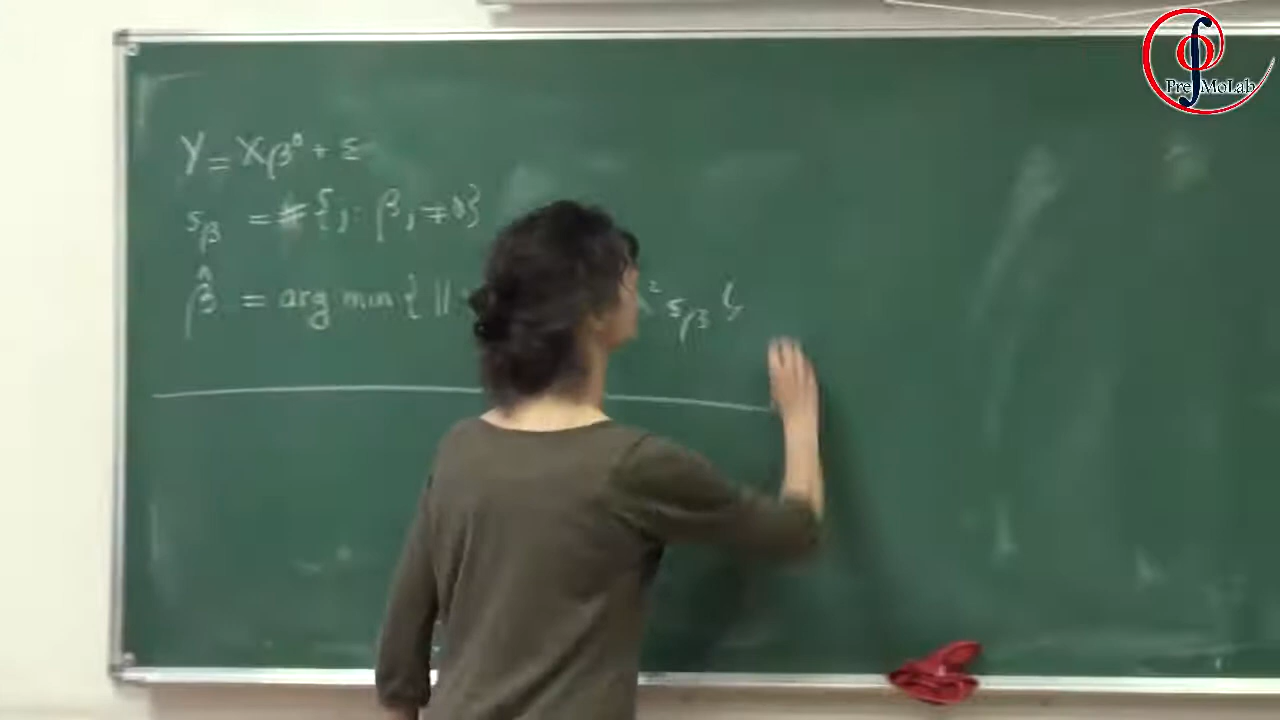 Y = Xβ⁰ + ε
s_β = #{j : β_j ≠ 0}
β̂ = arg min { || λ² s_β }
PreMoLab